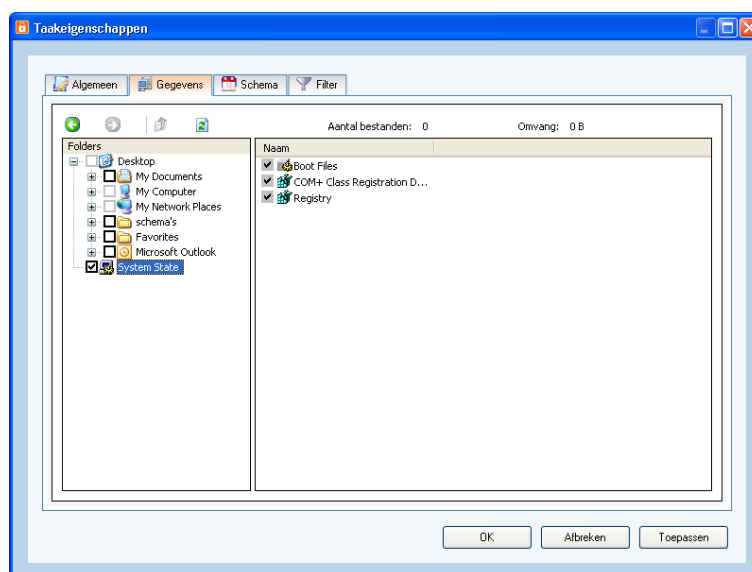 Taakeigenschappen
Algemeen
Gegevens
Schema
Filter
Aantal bestanden: 0
Omvang: 0 B
Folders
Desktop
My Documents
My Computer
My Network Places
schema's
Favorites
Microsoft Outlook
System State
Naam
Boot Files
COM+ Class Registration D...
Registry
OK
Afbreken
Toepassen